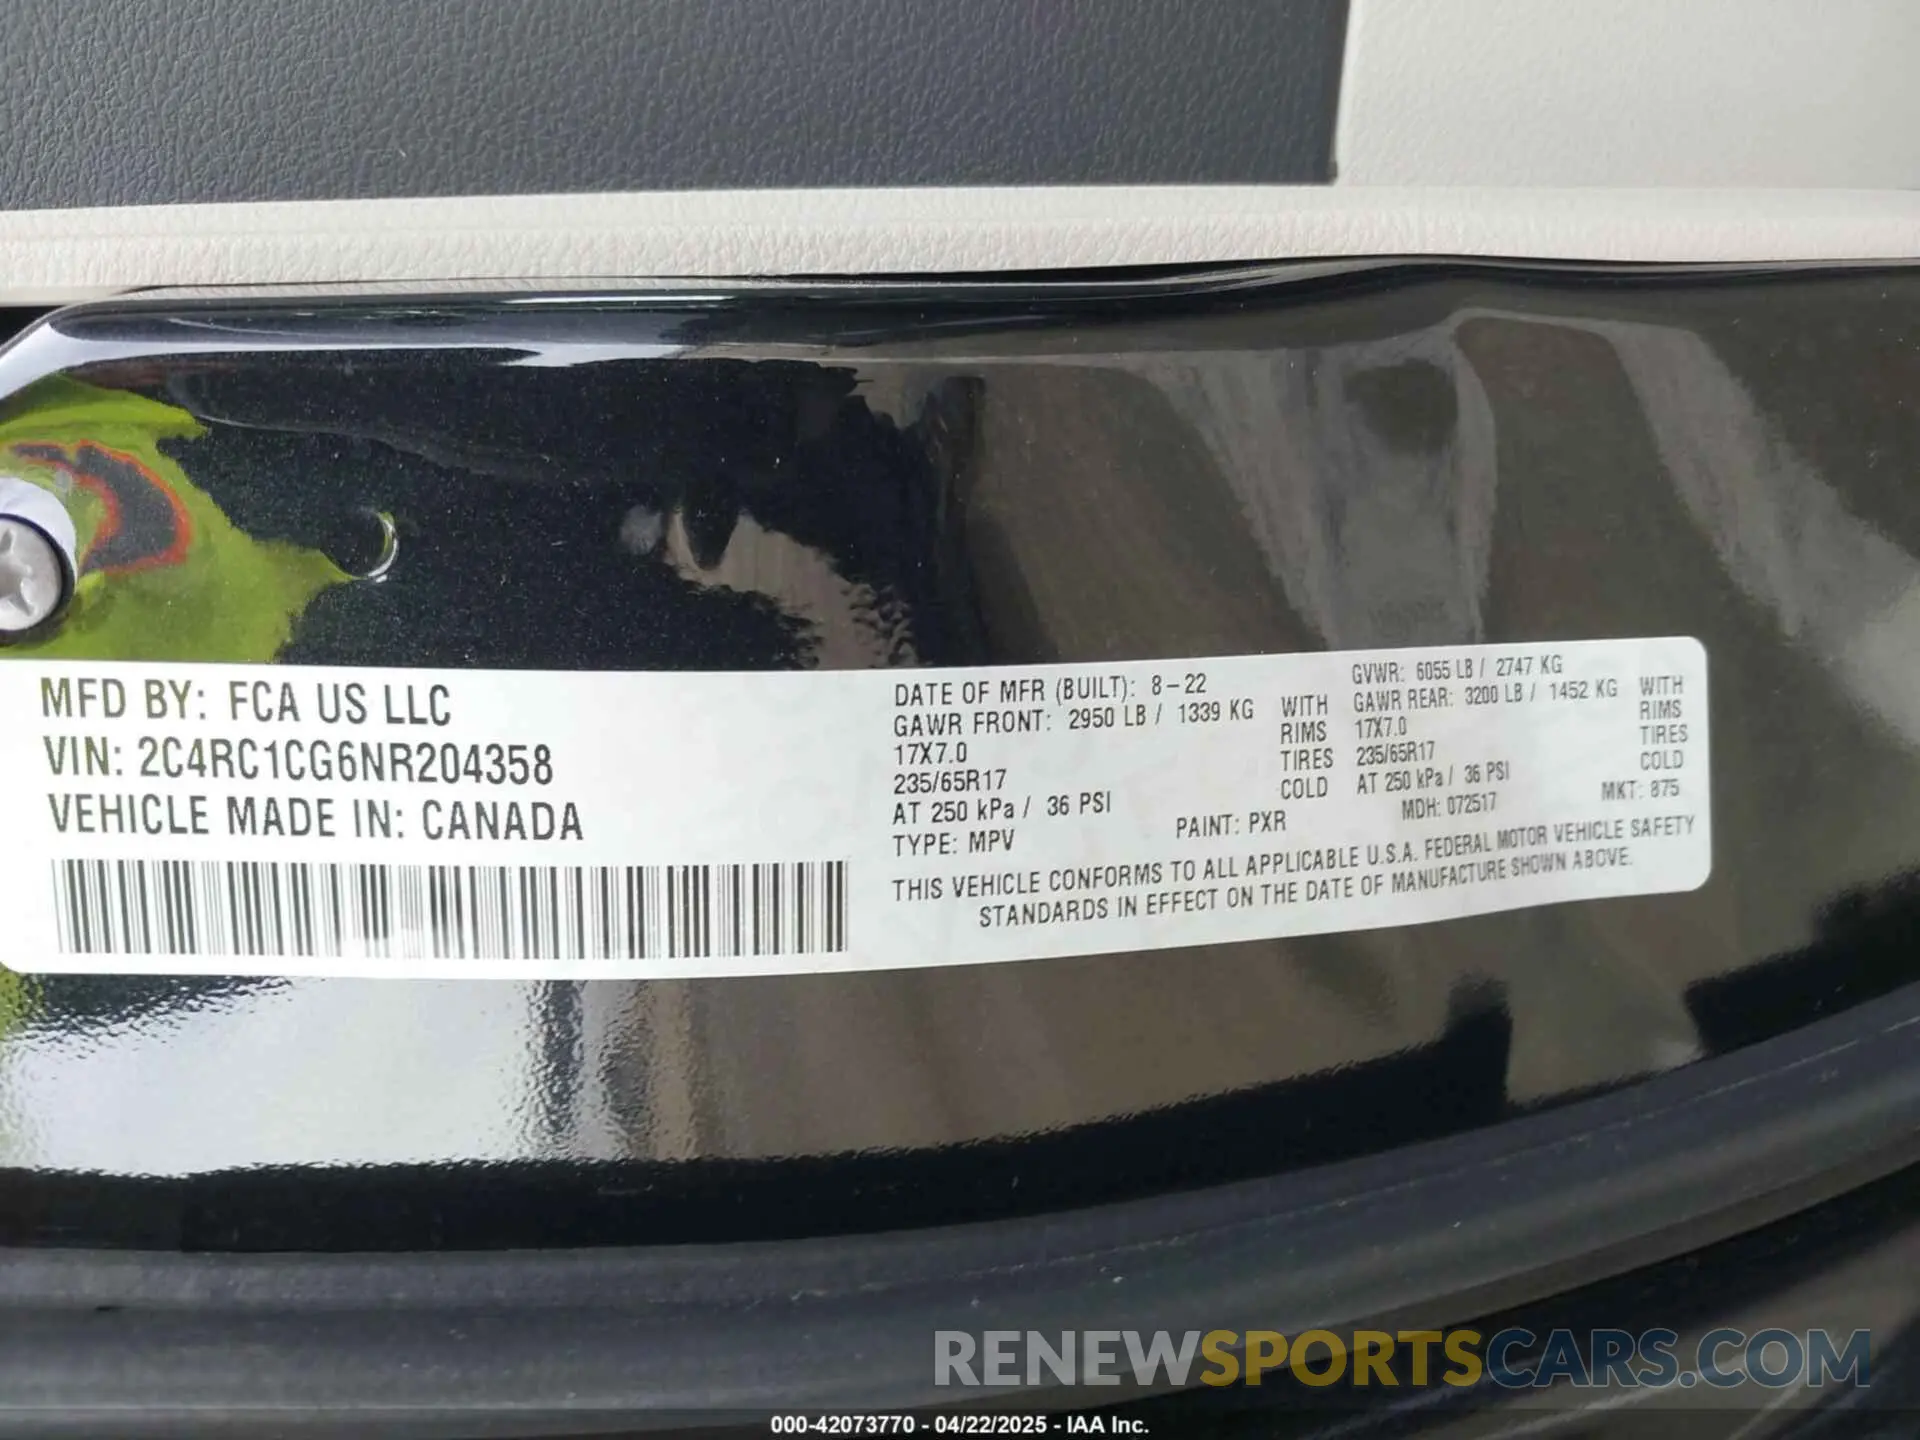 MFD BY: FCA US LLC
VIN: 2C4RC1CG6NR204358
VEHICLE MADE IN: CANADA
DATE OF MFR (BUILT): 8-22
GAWR FRONT: 2950 LB / 1339 KG WITH
17X7.0 RIMS
235/65R17 TIRES
AT 250 kPa / 36 PSI COLD
TYPE: MPV
PAINT: PXR
GVWR: 6055 LB / 2747 KG
GAWR REAR: 3200 LB / 1452 KG WITH
17X7.0 RIMS
235/65R17 TIRES
AT 250 kPa / 36 PSI COLD
MDH: 072517
MKT: 875
THIS VEHICLE CONFORMS TO ALL APPLICABLE U.S.A. FEDERAL MOTOR VEHICLE SAFETY
STANDARDS IN EFFECT ON THE DATE OF MANUFACTURE SHOWN ABOVE.
RENEWSPORTSCARS.COM
000-42073770 - 04/22/2025 - IAA Inc.